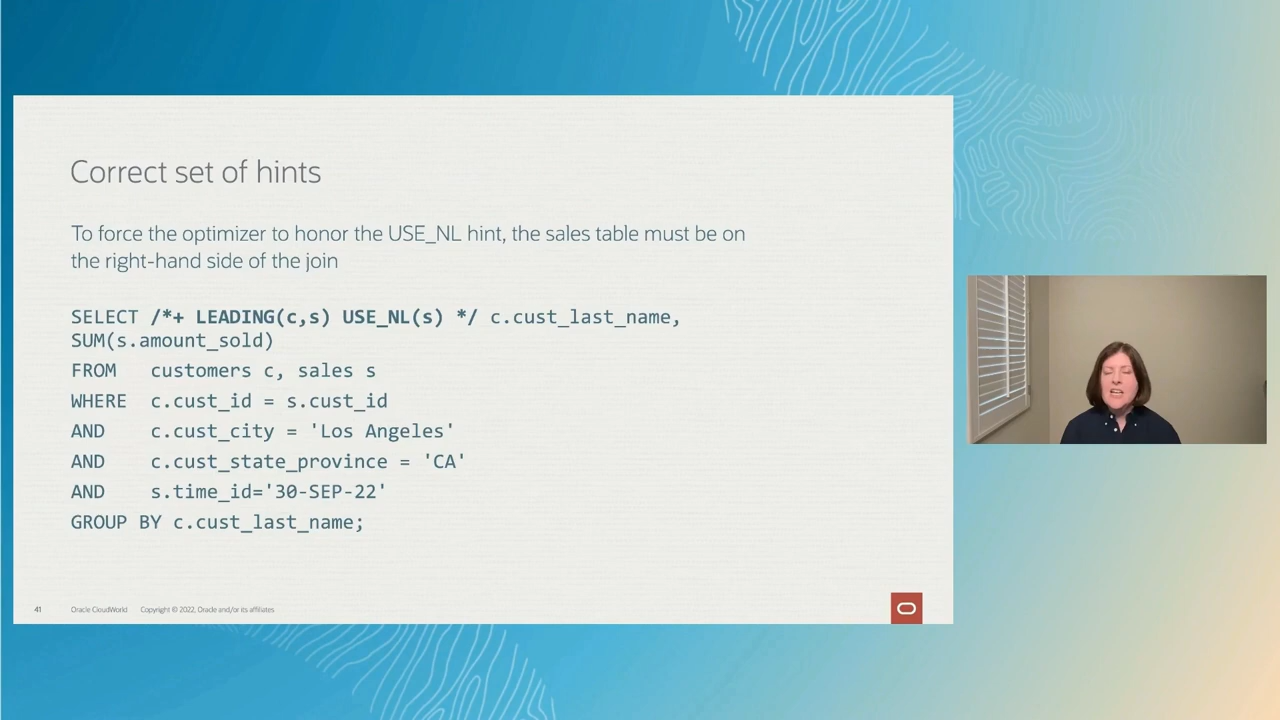 Correct set of hints
To force the optimizer to honor the USE_NL hint, the sales table must be on
the right-hand side of the join
SELECT /*+ LEADING(c,s) USE_NL(s) */ c.cust_last_name,
SUM(s.amount_sold)
FROM   customers c, sales s
WHERE  c.cust_id = s.cust_id
AND    c.cust_city = 'Los Angeles'
AND    c.cust_state_province = 'CA'
AND    s.time_id='30-SEP-22'
GROUP BY c.cust_last_name;
41 Oracle CloudWorld Copyright © 2022, Oracle and/or its affiliates